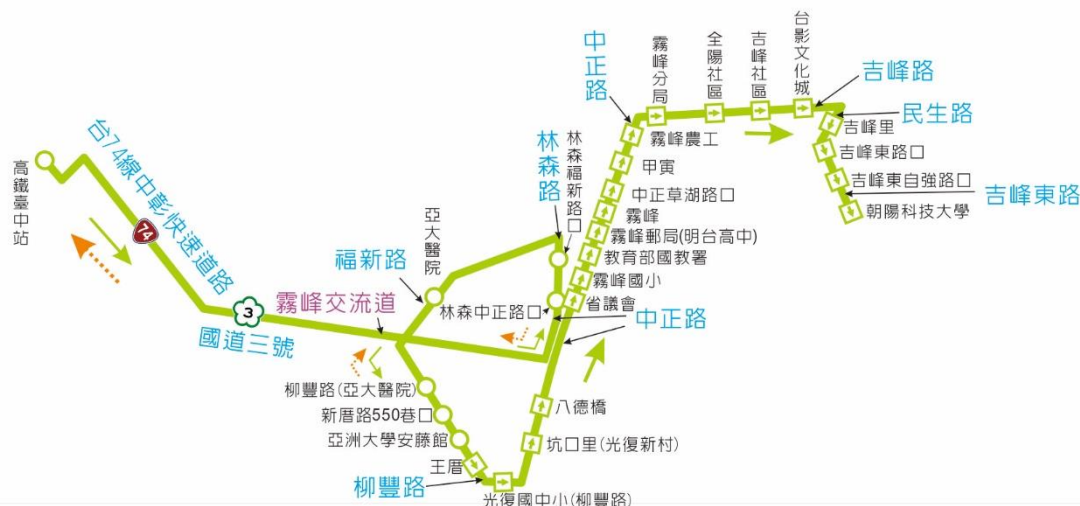 高鐵臺中站
台74線中彰快速道路
74
3
國道三號
霧峰交流道
福新路
亞大醫院
林森路
林森福新路口
林森中正路口
中正路
霧峰分局
全陽社區
吉峰社區
台影文化城
吉峰路
民生路
吉峰里
吉峰東路口
吉峰東自強路口
吉峰東路
朝陽科技大學
霧峰農工
甲寅
中正草湖路口
霧峰
霧峰郵局(明台高中)
教育部國教署
霧峰國小
省議會
中正路
八德橋
坑口里(光復新村)
柳豐路(亞大醫院)
新厝路550巷口
亞洲大學安藤館
王厝
柳豐路
光復國中小(柳豐路)